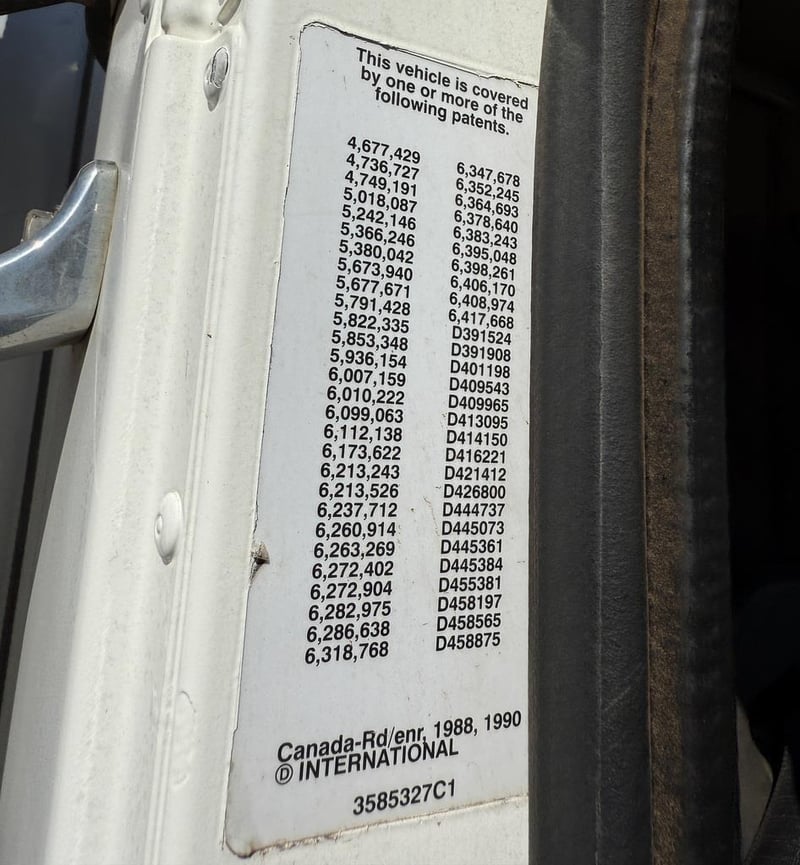 This vehicle is covered
by one or more of the
following patents.
4,677,429
4,736,727
4,749,191
5,018,087
5,242,146
5,366,246
5,380,042
5,673,940
5,677,671
5,791,428
5,822,335
5,853,348
5,936,154
6,007,159
6,010,222
6,099,063
6,112,138
6,173,622
6,213,243
6,213,526
6,237,712
6,260,914
6,263,269
6,272,402
6,272,904
6,282,975
6,286,638
6,318,768
6,347,678
6,352,245
6,364,693
6,378,640
6,383,243
6,395,048
6,398,261
6,406,170
6,408,974
6,417,668
D391524
D391908
D401198
D409543
D409965
D413095
D414150
D416221
D421412
D426800
D444737
D445073
D445361
D445384
D455381
D458197
D458565
D458875
Canada-Rd/enr, 1988, 1990
Ⓓ INTERNATIONAL
3585327C1